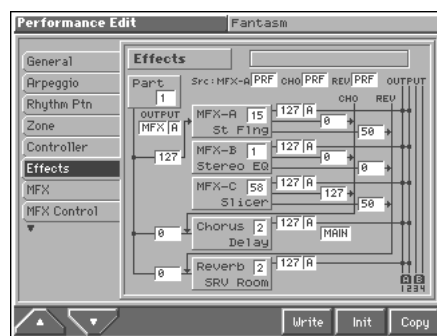 Performance Edit
Fantasm
General
Arpeggio
Rhythm Ptn
Zone
Controller
Effects
MFX
MFX Control
Effects
Part
1
Src:MFX-A PRF CHO PRF REV PRF OUTPUT
CHO REV
OUTPUT
MFX A
127
MFX-A 15
St Flng
127 A
0
50
MFX-B 1
Stereo EQ
127 A
0
0
MFX-C 58
Slicer
127 A
127
50
0
Chorus 2
Delay
127 A
MAIN
0
Reverb 2
SRV Room
127 A
A B
1234
Write Init Copy